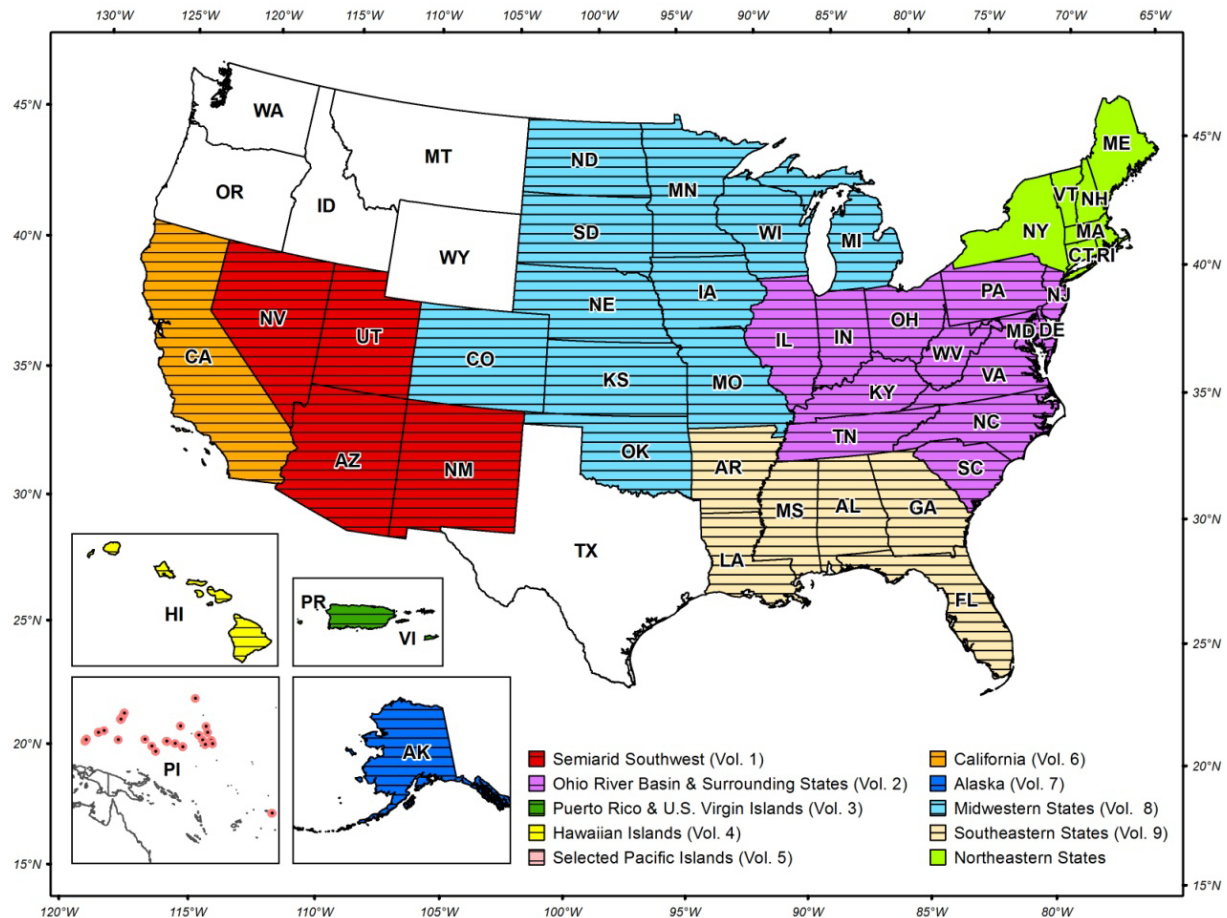 130°W 125°W 120°W 115°W 110°W 105°W 100°W 95°W 90°W 85°W 80°W 75°W 70°W 65°W
45°N
45°N
WA
MT
ND
MN
ME
OR
ID
SD
WI
MI
VT
NH
NY
MA
CT
RI
40°N
40°N
WY
IA
PA
NJ
NE
OH
NV
UT
IL
IN
MD
DE
CA
CO
WV
KS
MO
VA
35°N
35°N
KY
NC
TN
AZ
NM
OK
AR
SC
30°N
30°N
MS
AL
GA
TX
LA
HI
PR
FL
VI
25°N
25°N
20°N
20°N
PI
AK
Semiarid Southwest (Vol. 1)
Ohio River Basin & Surrounding States (Vol. 2)
Puerto Rico & U.S. Virgin Islands (Vol. 3)
Hawaiian Islands (Vol. 4)
Selected Pacific Islands (Vol. 5)
California (Vol. 6)
Alaska (Vol. 7)
Midwestern States (Vol. 8)
Southeastern States (Vol. 9)
Northeastern States
15°N
15°N
120°W 115°W 110°W 105°W 100°W 95°W 90°W 85°W 80°W